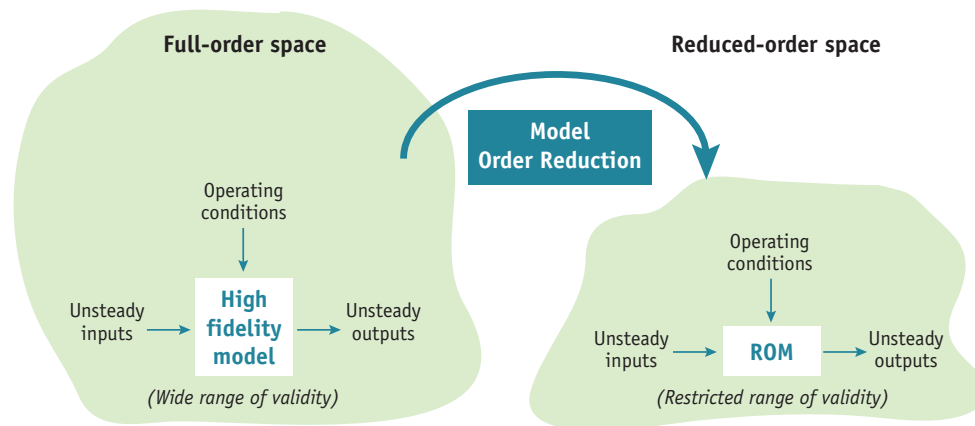 Full-order space
Reduced-order space
Model
Order Reduction
Operating
conditions
Unsteady
inputs
High
fidelity
model
Unsteady
outputs
(Wide range of validity)
Operating
conditions
Unsteady
inputs
ROM
Unsteady
outputs
(Restricted range of validity)